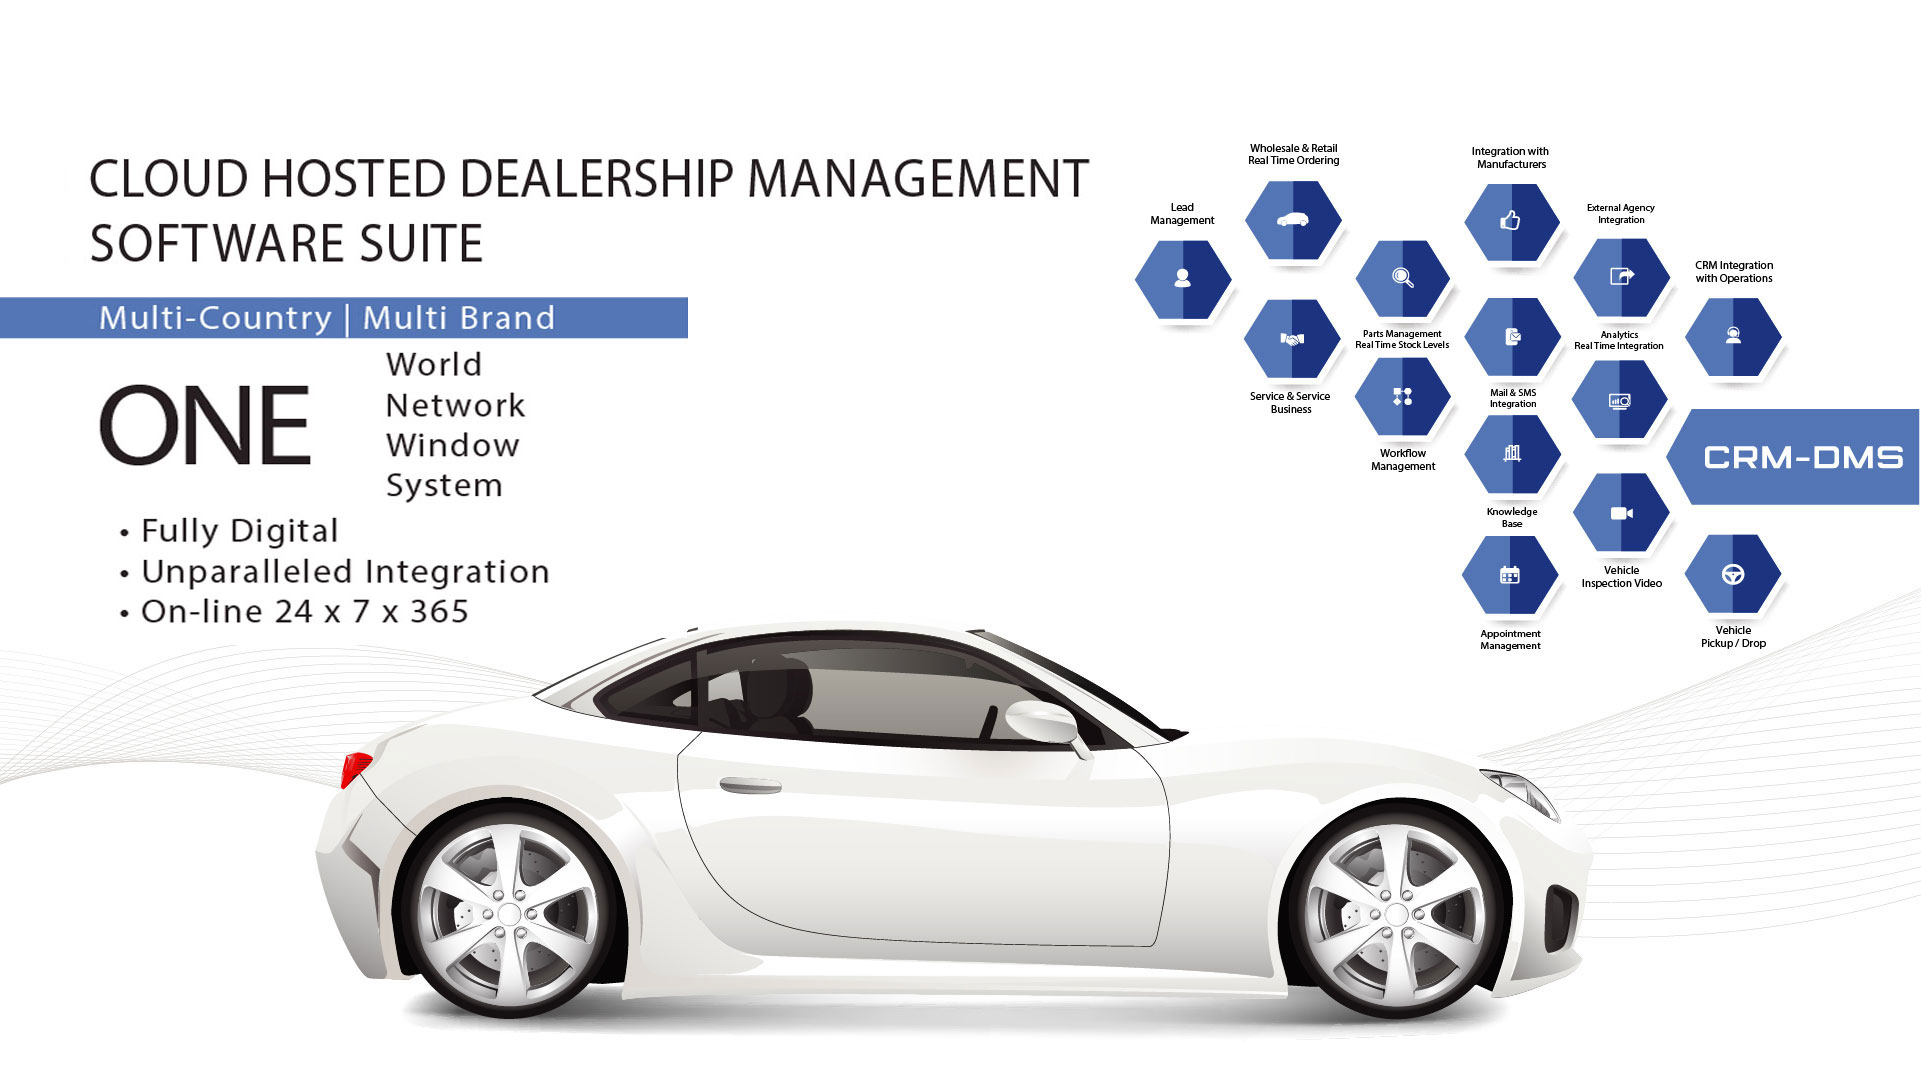 CLOUD HOSTED DEALERSHIP MANAGEMENT
SOFTWARE SUITE
Multi-Country | Multi Brand
ONE
World
Network
Window
System
• Fully Digital
• Unparalleled Integration
• On-line 24 x 7 x 365
Lead
Management
Wholesale & Retail
Real Time Ordering
Service & Service
Business
Parts Management
Real Time Stock Levels
Workflow
Management
Integration with
Manufacturers
Mail & SMS
Integration
Knowledge
Base
Appointment
Management
External Agency
Integration
Analytics
Real Time Integration
Vehicle
Inspection Video
CRM Integration
with Operations
CRM-DMS
Vehicle
Pickup / Drop